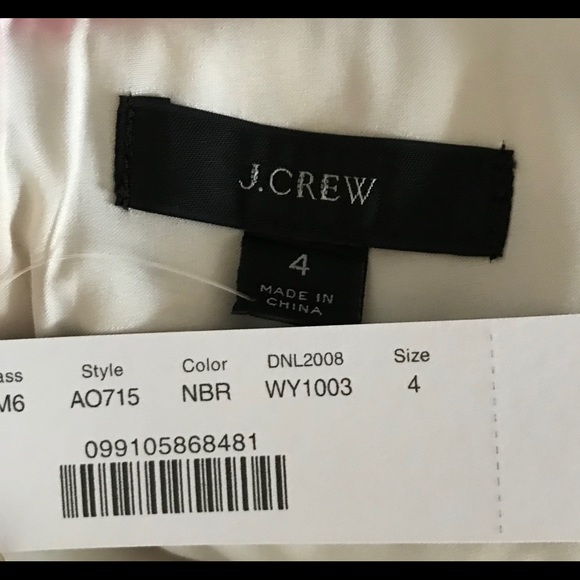 J.CREW
4
MADE IN
CHINA
ass Style Color DNL2008 Size
M6 AO715 NBR WY1003 4
099105868481